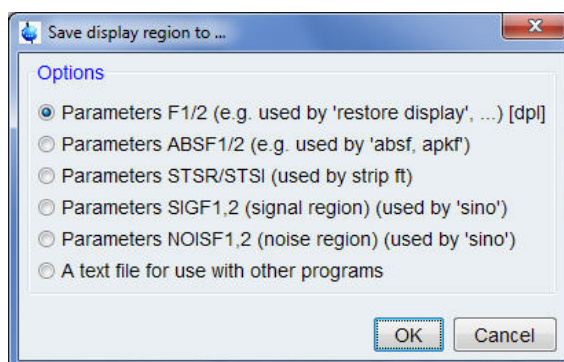 Save display region to ...
Options
Parameters F1/2 (e.g. used by 'restore display', ...) [dpl]
Parameters ABSF1/2 (e.g. used by 'absf, apkf')
Parameters STSR/STSI (used by strip ft)
Parameters SIGF1,2 (signal region) (used by 'sino')
Parameters NOISF1,2 (noise region) (used by 'sino')
A text file for use with other programs
OK Cancel